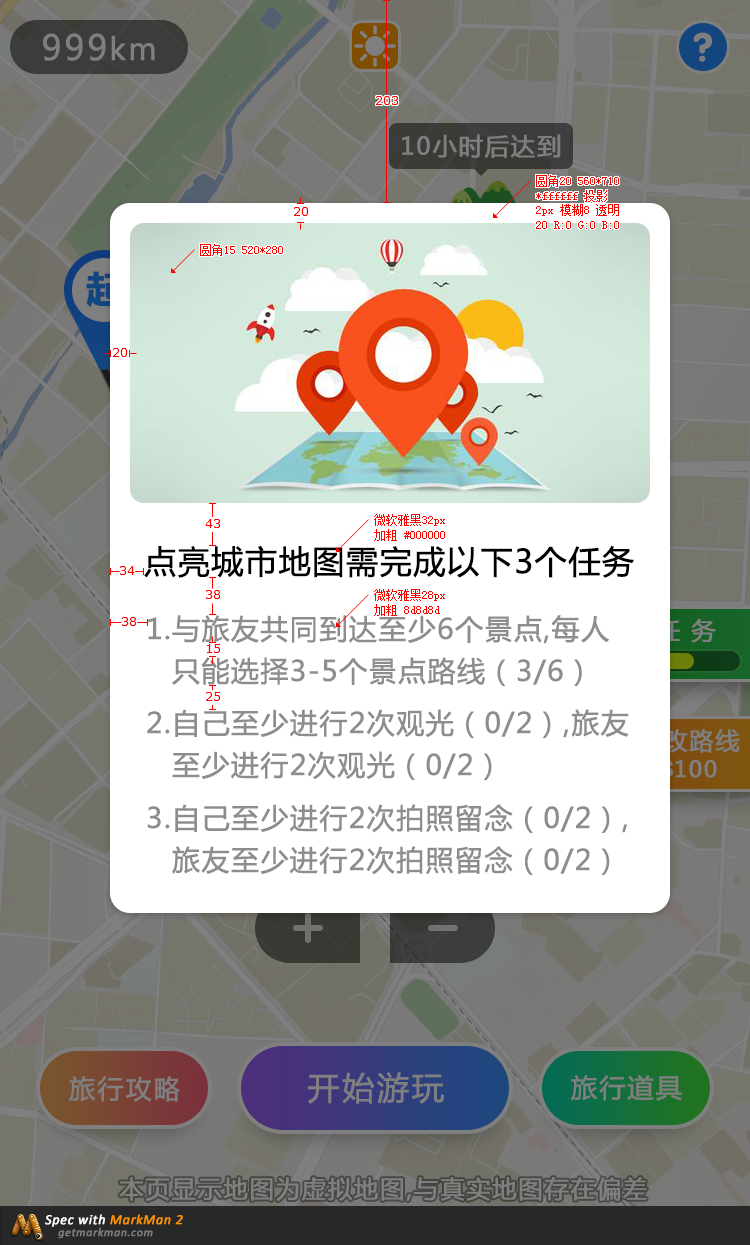 999km
?
203
10小时后达到
圆角20 560*710
*ffffff 投影
2px 模糊8 透明
20 R:0 G:0 B:0
20
圆角15 520*280
起
20
43
微软雅黑32px
加粗 #000000
点亮城市地图需完成以下3个任务
34
38
微软雅黑28px
加粗 8d8d8d
38
1.与旅友共同到达至少6个景点,每人
任务
15
只能选择3-5个景点路线（3/6）
25
2.自己至少进行2次观光（0/2）,旅友
改路线
至少进行2次观光（0/2）
$100
3.自己至少进行2次拍照留念（0/2）,
旅友至少进行2次拍照留念（0/2）
+ −
旅行攻略
开始游玩
旅行道具
本页显示地图为虚拟地图,与真实地图存在偏差
Spec with MarkMan 2
getmarkman.com